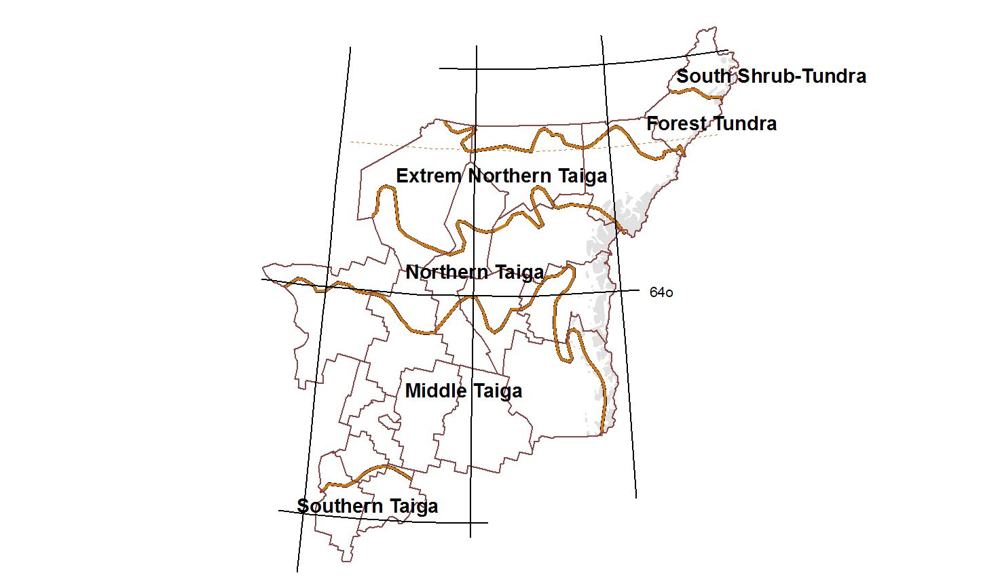 South Shrub-Tundra
Forest Tundra
Extrem Northern Taiga
Northern Taiga
64o
Middle Taiga
Southern Taiga